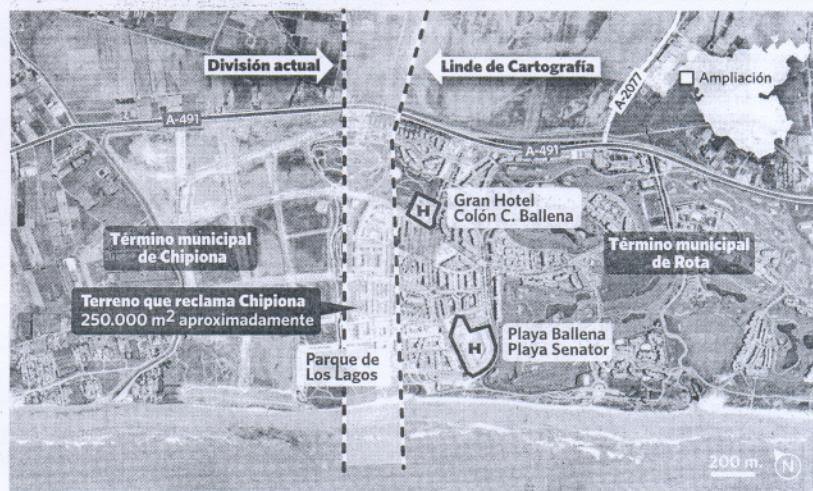 División actual
Linde de Cartografía
A-2077
Ampliación
A-491
A-491
H
Gran Hotel
Colón C. Ballena
Término municipal
de Chipiona
Término municipal
de Rota
Terreno que reclama Chipiona
250.000 m² aproximadamente
H
Playa Ballena
Playa Senator
Parque de
Los Lagos
200 m.
N